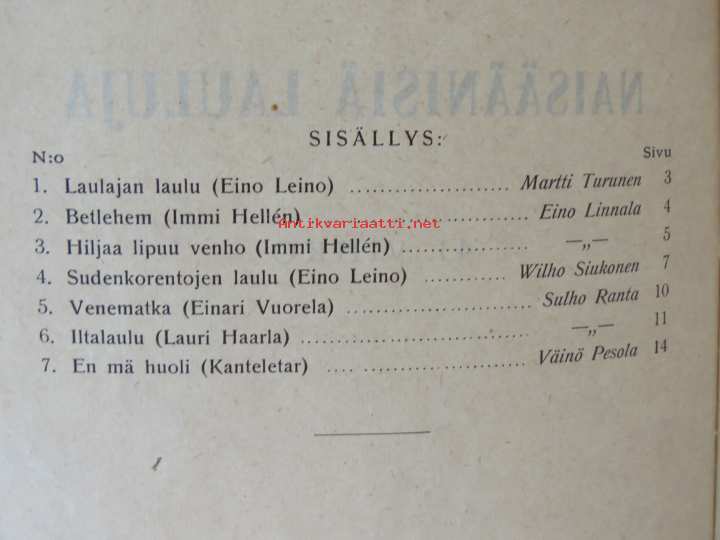 NAISÄÄNISIÄ LAULUJA
SISÄLLYS:
N:o Sivu
1. Laulajan laulu (Eino Leino) ...................... Martti Turunen 3
2. Betlehem (Immi Hellén) ...................... Eino Linnala 4
Antikvariaatti.net
3. Hiljaa lipuu venho (Immi Hellén) .................. —„— 5
4. Sudenkorentojen laulu (Eino Leino) ............ Wilho Siukonen 7
5. Venematka (Einari Vuorela) ........................ Sulho Ranta 10
6. Iltalaulu (Lauri Haarla) .............................. —„— 11
7. En mä huoli (Kanteletar) .... ........................ Väinö Pesola 14